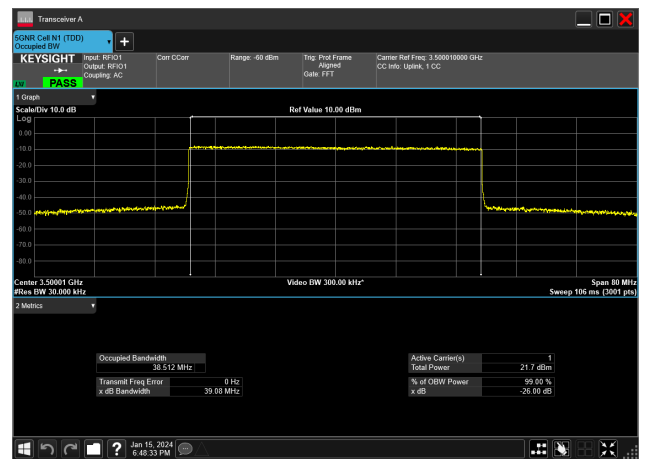 Transceiver A
5GNR Cell N1 (TDD)
Occupied BW
KEYSIGHT Input: RFIO1 Corr CCorr Range: -60 dBm Trig: Prot Frame Carrier Ref Freq: 3.500010000 GHz
Output: RFIO1 Aligned CC Info: Uplink, 1 CC
Coupling: AC Gate: FFT
PASS
1 Graph
Scale/Div 10.0 dB Ref Value 10.00 dBm
Log
0.00
-10.0
-20.0
-30.0
-40.0
-50.0
-60.0
-70.0
-80.0
Center 3.50001 GHz Video BW 300.00 kHz* Span 80 MHz
#Res BW 30.000 kHz Sweep 106 ms (3001 pts)
2 Metrics
Occupied Bandwidth Active Carrier(s) 1
38.512 MHz Total Power 21.7 dBm
Transmit Freq Error 0 Hz % of OBW Power 99.00 %
x dB Bandwidth 39.08 MHz x dB -26.00 dB
Jan 15, 2024
6:48:33 PM